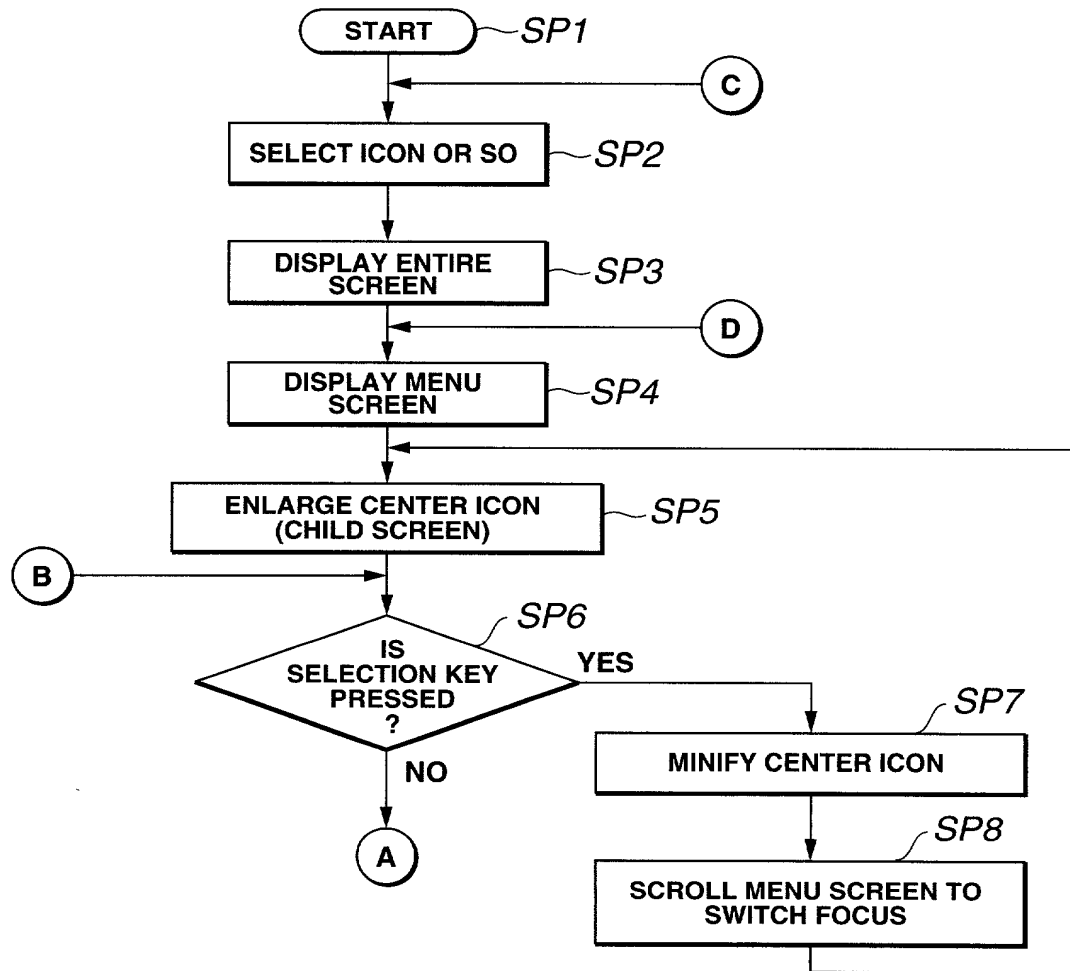 START
SP1
C
SELECT ICON OR SO
SP2
DISPLAY ENTIRE
SCREEN
SP3
D
DISPLAY MENU
SCREEN
SP4
ENLARGE CENTER ICON
(CHILD SCREEN)
SP5
B
SP6
IS
SELECTION KEY
PRESSED
?
YES
NO
A
SP7
MINIFY CENTER ICON
SP8
SCROLL MENU SCREEN TO
SWITCH FOCUS